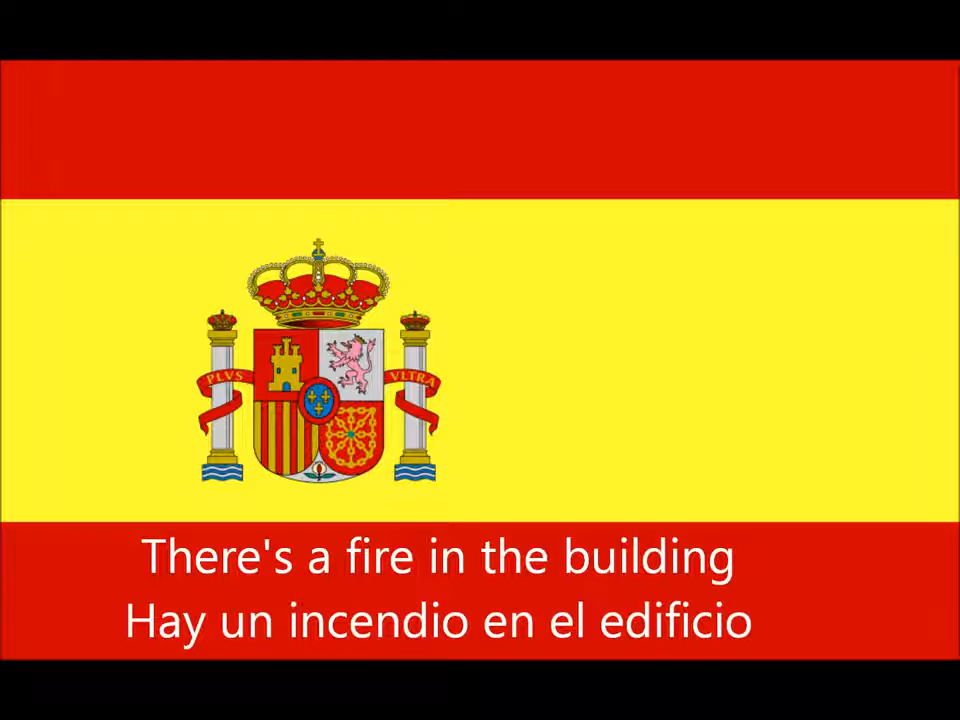 PLVS VLTRA
There's a fire in the building
Hay un incendio en el edificio